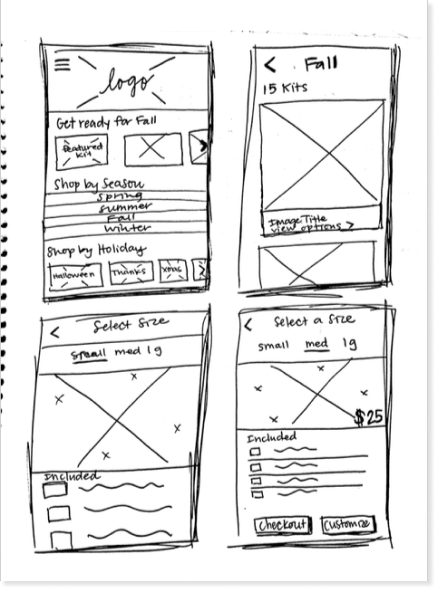 logo
Get ready for Fall
featured
kit
Shop by Season
spring
summer
Fall
winter
Shop by Holiday
Halloween
Thanks
xmas
Fall
15 Kits
Image Title
view options >
Select Size
small med lg
Included
Select a Size
small med lg
$25
Included
Checkout
Customize